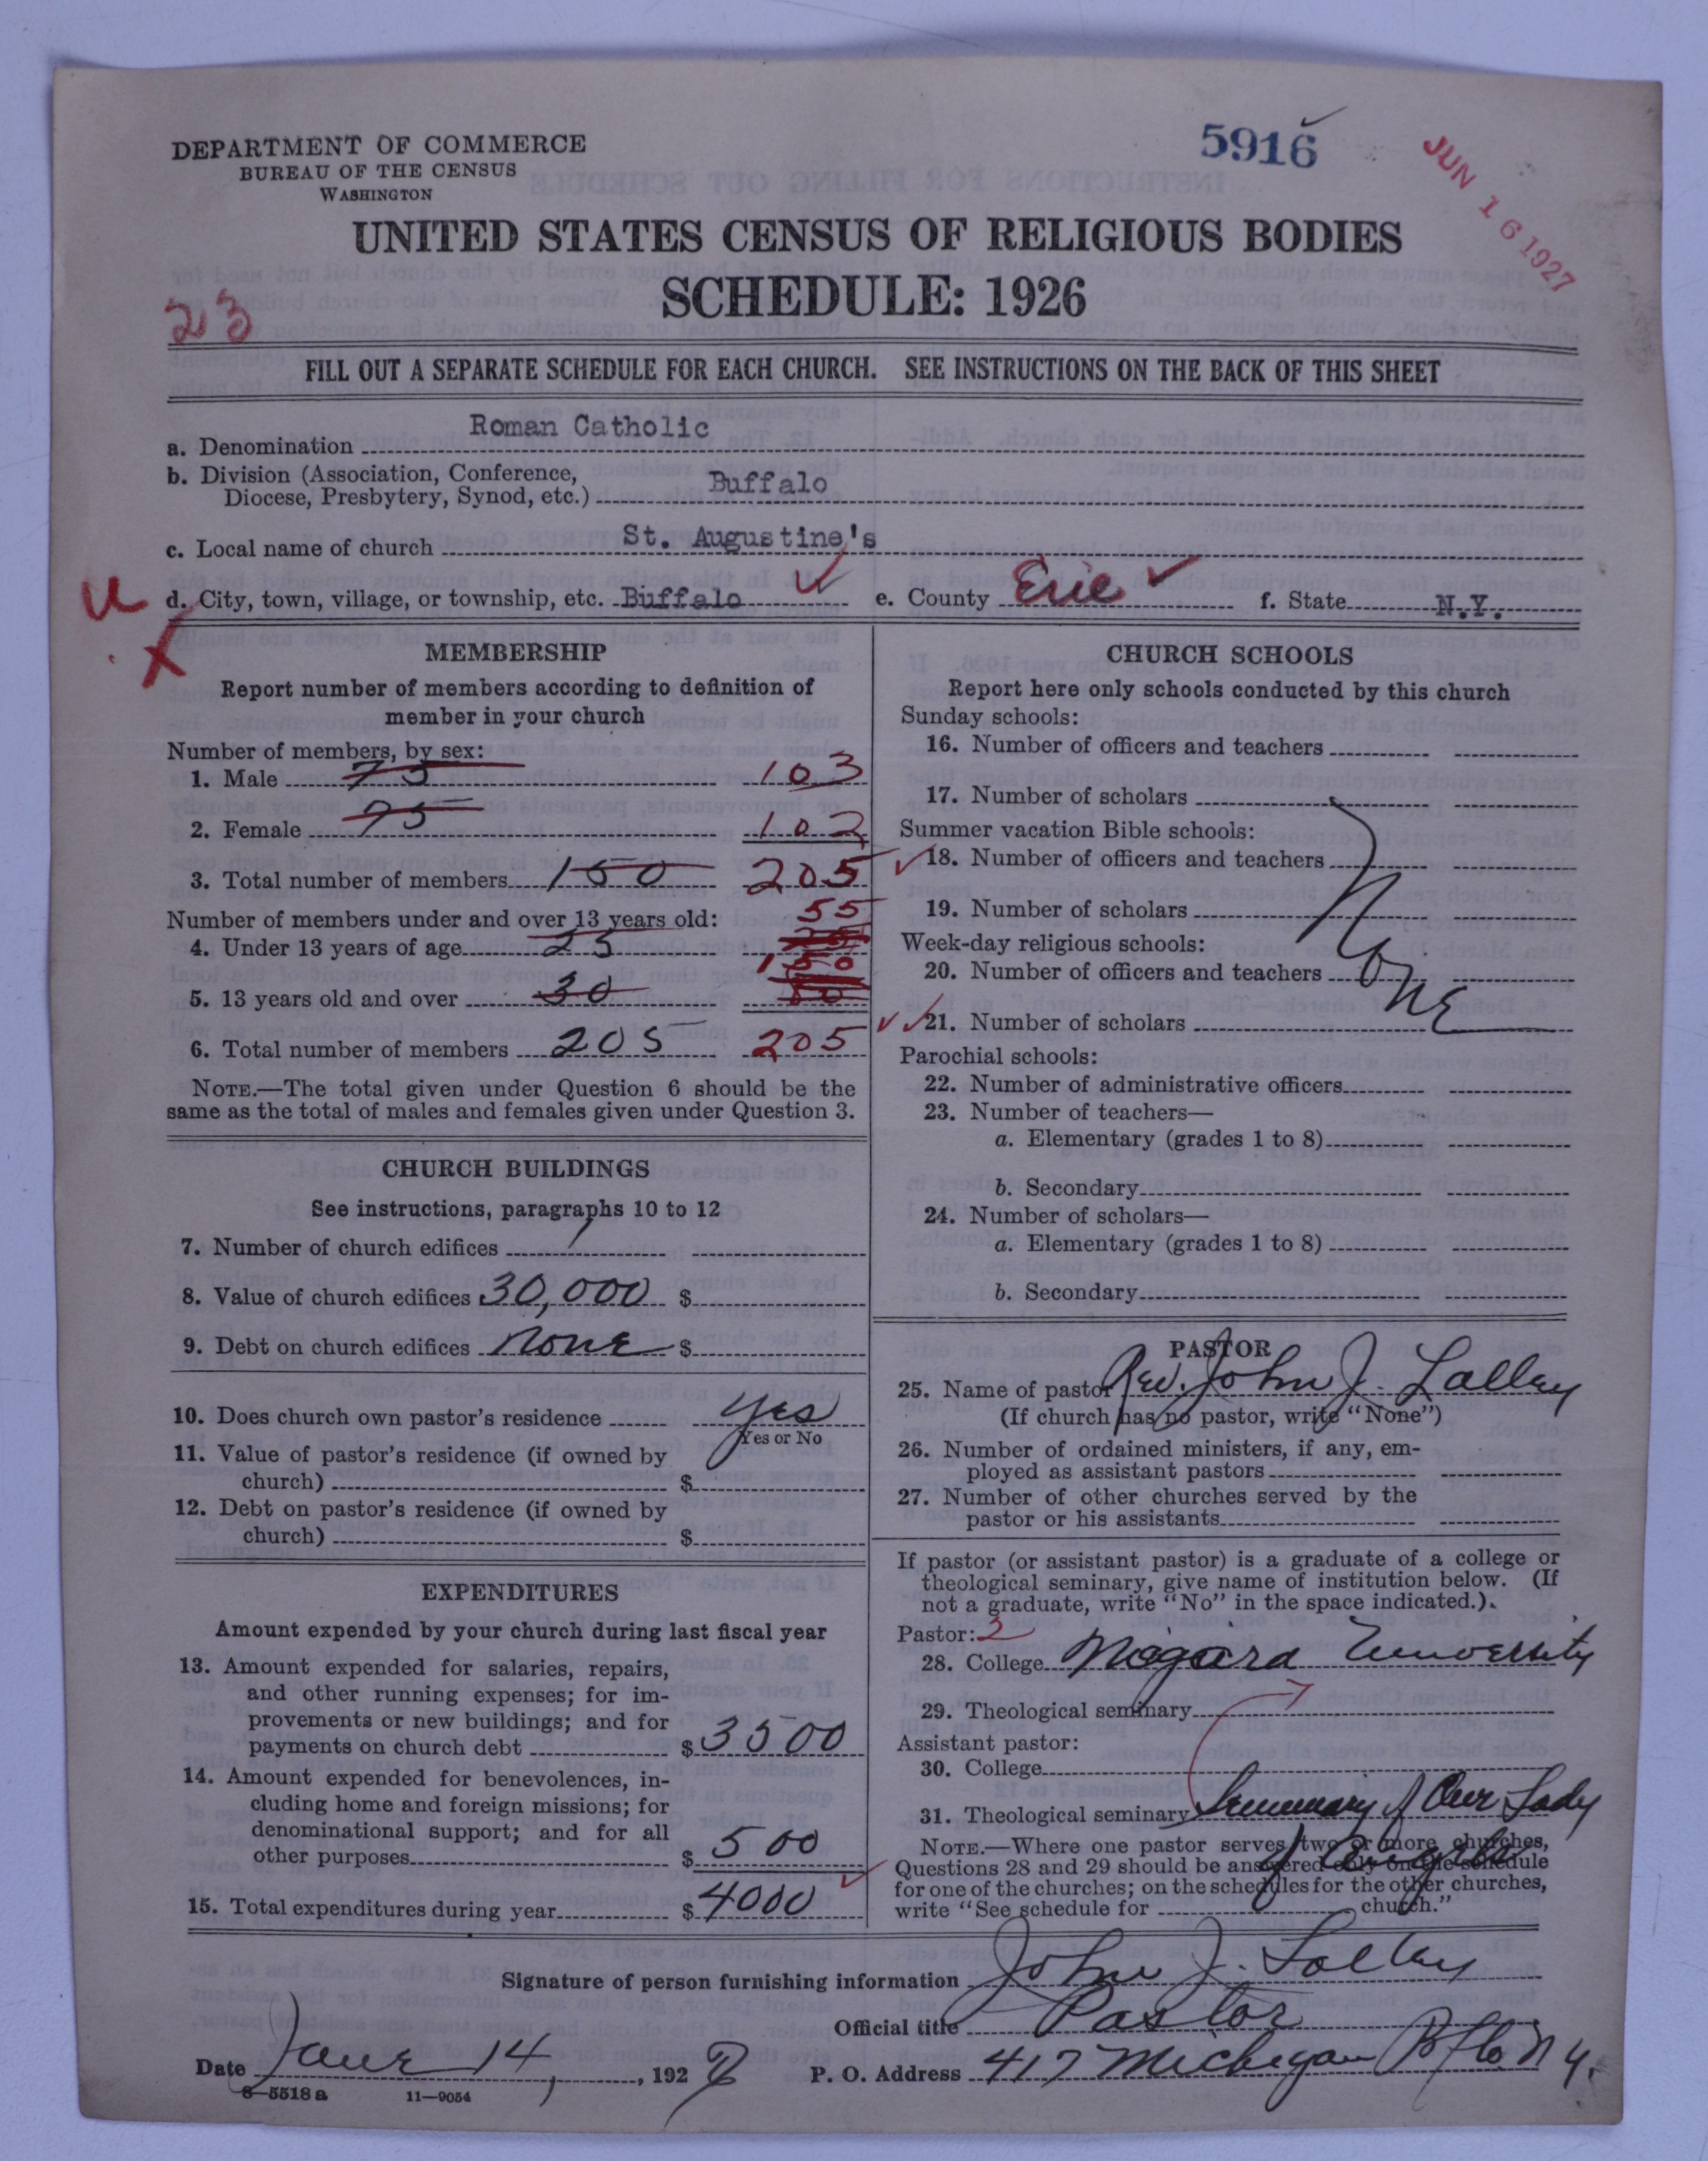 5916
JUN 16 1927
DEPARTMENT OF COMMERCE
BUREAU OF THE CENSUS
WASHINGTON
UNITED STATES CENSUS OF RELIGIOUS BODIES
SCHEDULE: 1926
23
FILL OUT A SEPARATE SCHEDULE FOR EACH CHURCH. SEE INSTRUCTIONS ON THE BACK OF THIS SHEET
a. Denomination Roman Catholic
b. Division (Association, Conference,
Diocese, Presbytery, Synod, etc.) Buffalo
c. Local name of church St. Augustine's
u d. City, town, village, or township, etc. Buffalo e. County Erie f. State N.Y.
X
MEMBERSHIP
Report number of members according to definition of
member in your church
Number of members, by sex:
1. Male 75 103
2. Female 75 102
3. Total number of members 150 205
Number of members under and over 13 years old:
55
4. Under 13 years of age 25
150
5. 13 years old and over 30
6. Total number of members 205 205
NOTE.—The total given under Question 6 should be the
same as the total of males and females given under Question 3.
CHURCH BUILDINGS
See instructions, paragraphs 10 to 12
7. Number of church edifices 1
8. Value of church edifices 30,000 $
9. Debt on church edifices none $
10. Does church own pastor's residence yes
Yes or No
11. Value of pastor's residence (if owned by
church) $
12. Debt on pastor's residence (if owned by
church) $
EXPENDITURES
Amount expended by your church during last fiscal year
13. Amount expended for salaries, repairs,
and other running expenses; for im-
provements or new buildings; and for
payments on church debt $ 3500
14. Amount expended for benevolences, in-
cluding home and foreign missions; for
denominational support; and for all
other purposes $ 500
15. Total expenditures during year $ 4000
CHURCH SCHOOLS
Report here only schools conducted by this church
Sunday schools:
16. Number of officers and teachers
17. Number of scholars
Summer vacation Bible schools:
18. Number of officers and teachers
19. Number of scholars
None
Week-day religious schools:
20. Number of officers and teachers
21. Number of scholars
Parochial schools:
22. Number of administrative officers
23. Number of teachers—
a. Elementary (grades 1 to 8)
b. Secondary
24. Number of scholars—
a. Elementary (grades 1 to 8)
b. Secondary
PASTOR
25. Name of pastor Rev. John J. Lalley
(If church has no pastor, write "None")
26. Number of ordained ministers, if any, em-
ployed as assistant pastors
27. Number of other churches served by the
pastor or his assistants
If pastor (or assistant pastor) is a graduate of a college or
theological seminary, give name of institution below. (If
not a graduate, write "No" in the space indicated.)
Pastor: 2
28. College Niagara University
29. Theological seminary
Assistant pastor:
30. College
31. Theological seminary Seminary of Our Lady
of Angels
NOTE.—Where one pastor serves two or more churches,
Questions 28 and 29 should be answered only on the schedule
for one of the churches; on the schedules for the other churches,
write "See schedule for church."
Signature of person furnishing information John J. Lalley
Official title Pastor
Date June 14, 1927 P. O. Address 417 Michigan Bflo N.Y.
8—5518 a 11—9054